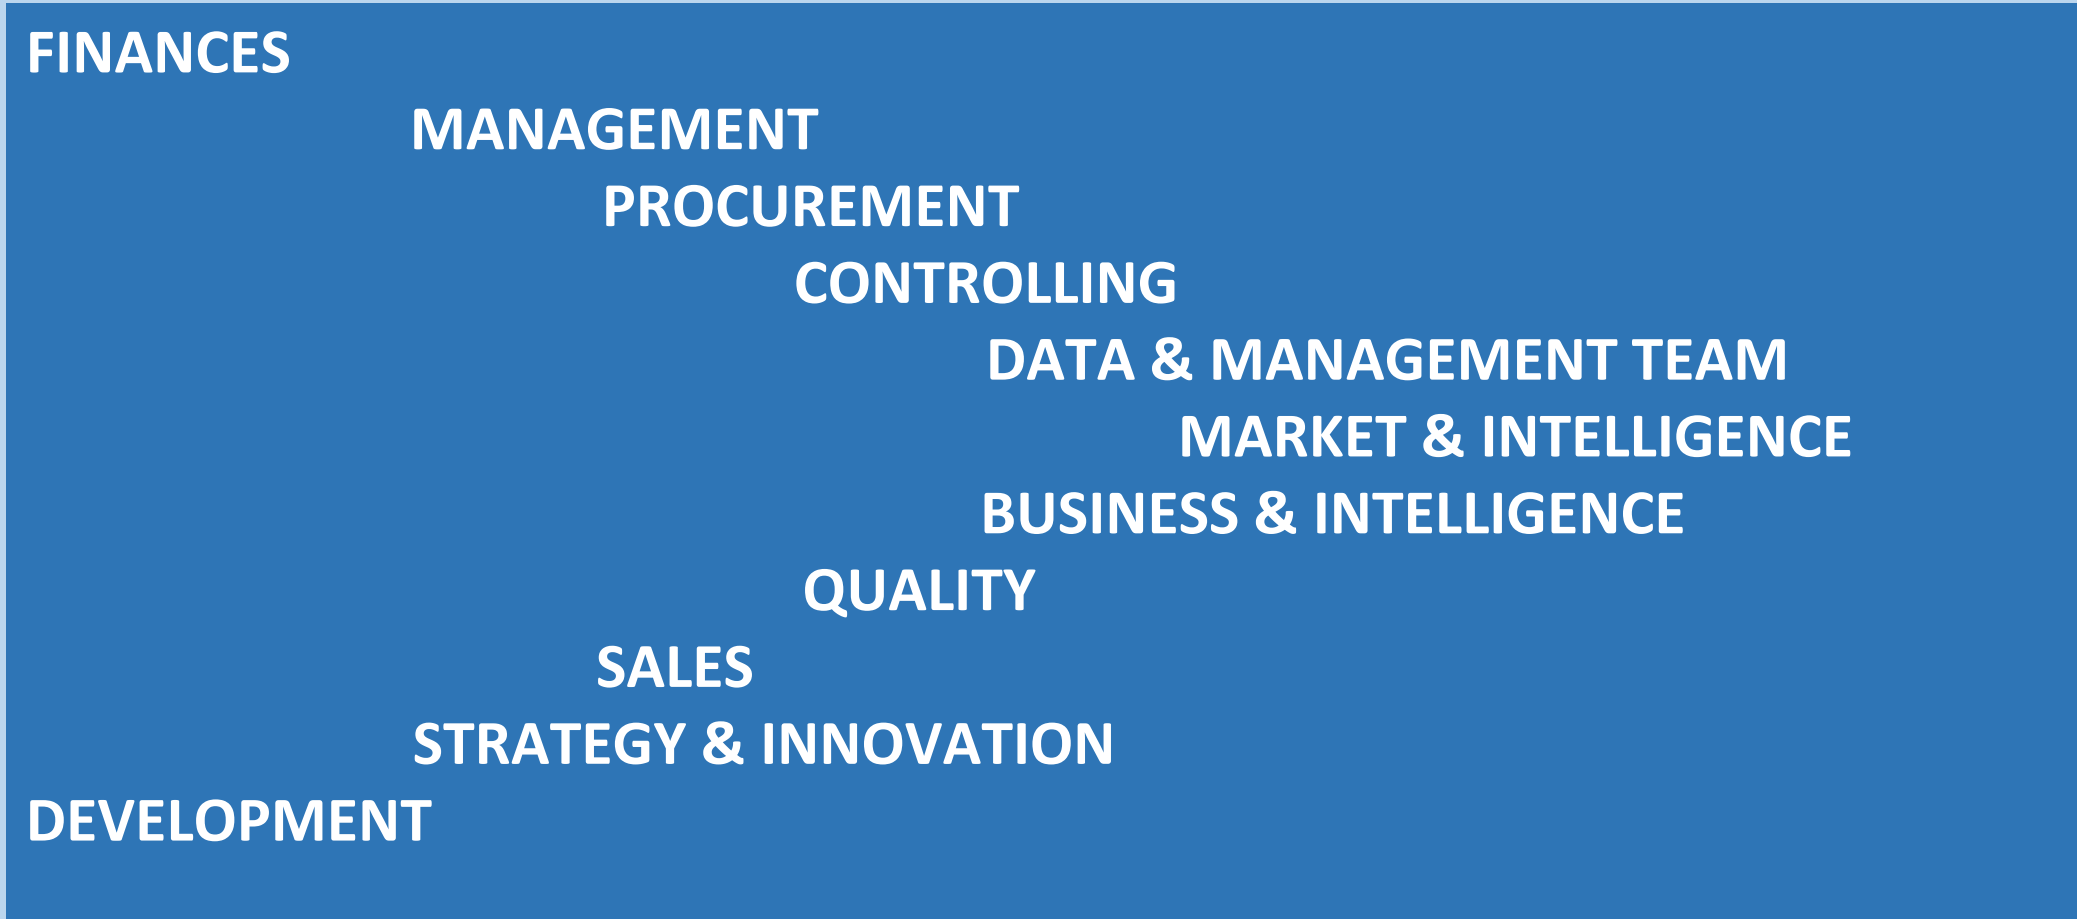 FINANCES
MANAGEMENT
PROCUREMENT
CONTROLLING
DATA & MANAGEMENT TEAM
MARKET & INTELLIGENCE
BUSINESS & INTELLIGENCE
QUALITY
SALES
STRATEGY & INNOVATION
DEVELOPMENT